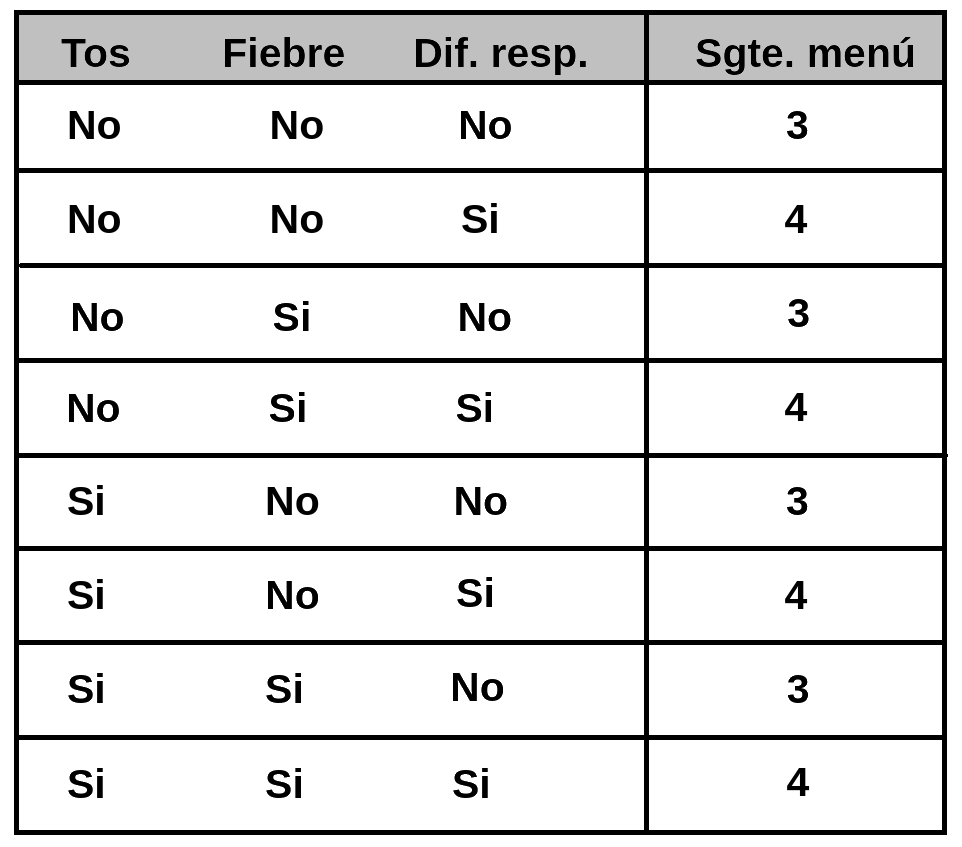 Tos Fiebre Dif. resp. Sgte. menú
No No No 3
No No Si 4
No Si No 3
No Si Si 4
Si No No 3
Si No Si 4
Si Si No 3
Si Si Si 4